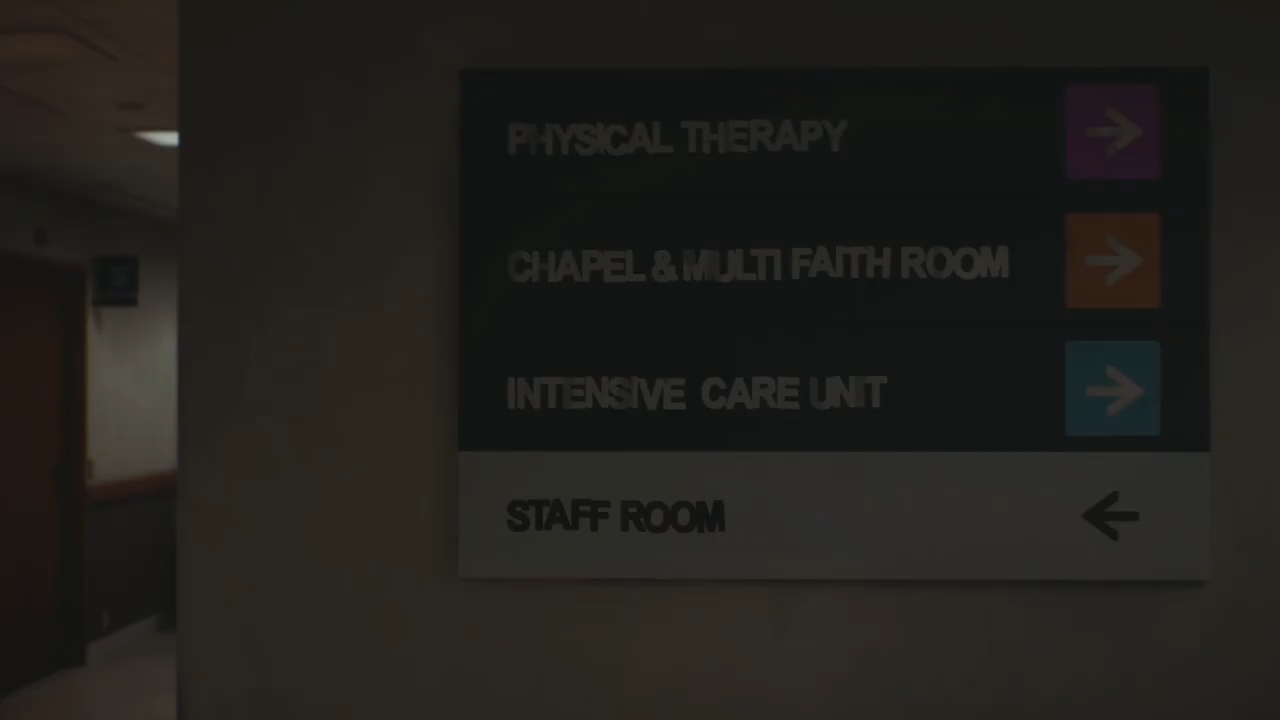 PHYSICAL THERAPY
CHAPEL & MULTI FAITH ROOM
INTENSIVE CARE UNIT
STAFF ROOM